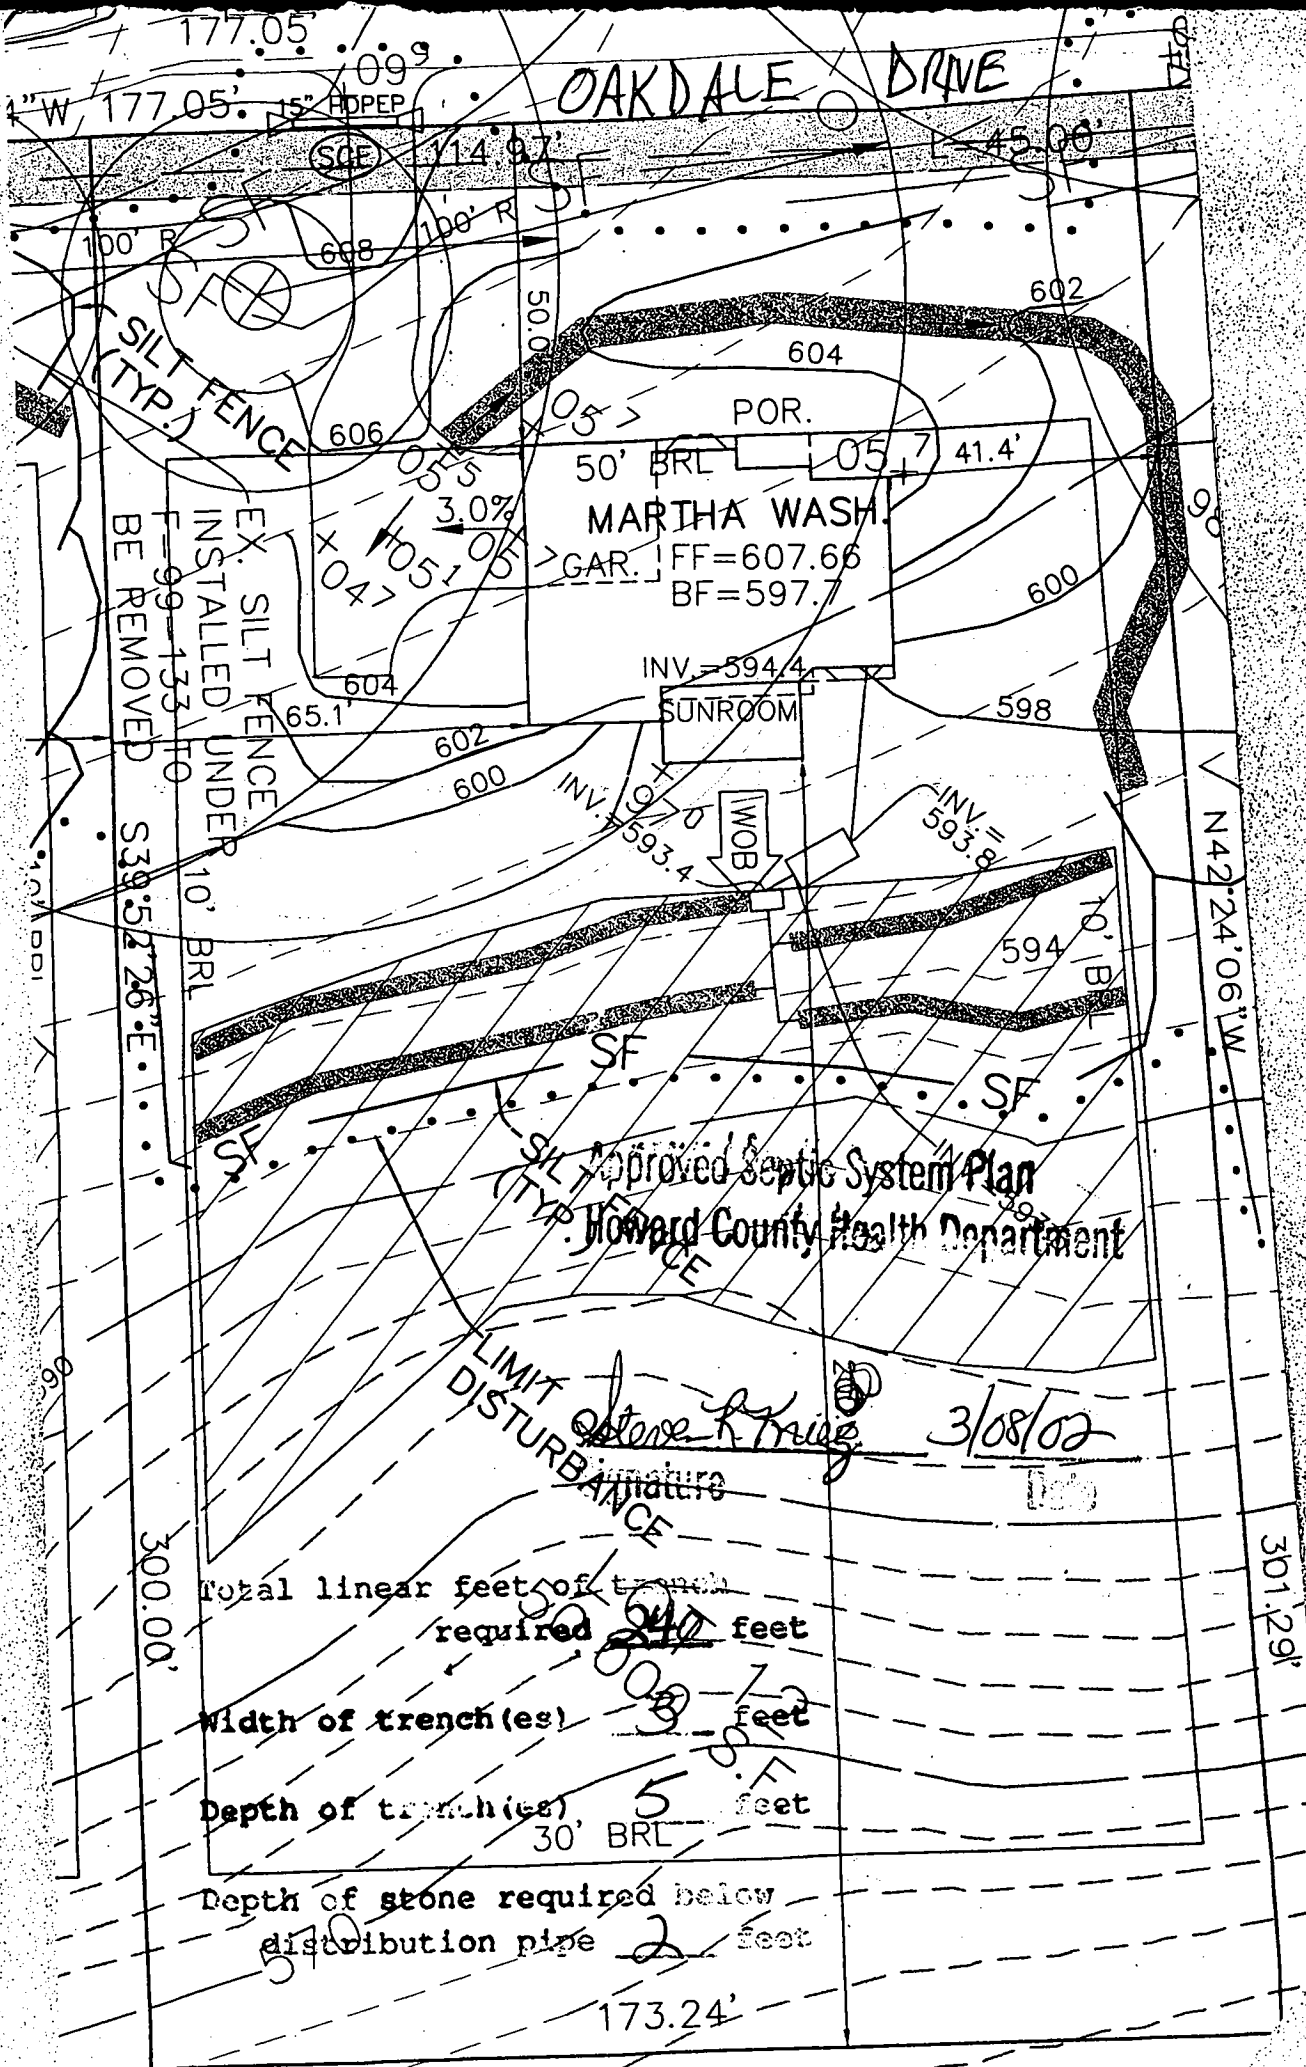 177.05'
OAKDALE DRIVE
177.05'
15" HDPEP
SCE
114.97'
45.00'
SF
SF
SF
SF
100' R
100' R
608
50.0
602
604
SILT FENCE
(TYP.)
606
POR.
50' BRL
41.4'
3.0%
MARTHA WASH.
GAR.
FF=607.66
BF=597.7
600
INV.=594.4
SUNROOM
604
65.1'
602
600
598
EX. SILT FENCE
INSTALLED UNDER
F-99-133 TO
BE REMOVED
INV.=593.4
WOB
INV.=
593.8
10' BRL
S39°52'26"E
N42°24'06"W
594
10' BRL
SF
SF
SF
SILT FENCE
(TYP.)
Approved Septic System Plan
Howard County Health Department
LIMIT OF
DISTURBANCE
3/08/02
Signature
Date
300.00'
301.29'
Total linear feet of trench
required 240 feet
Width of trench(es) 3 feet
Depth of trench(es) 5 feet
30' BRL
Depth of stone required below
distribution pipe 2 feet
570
173.24'